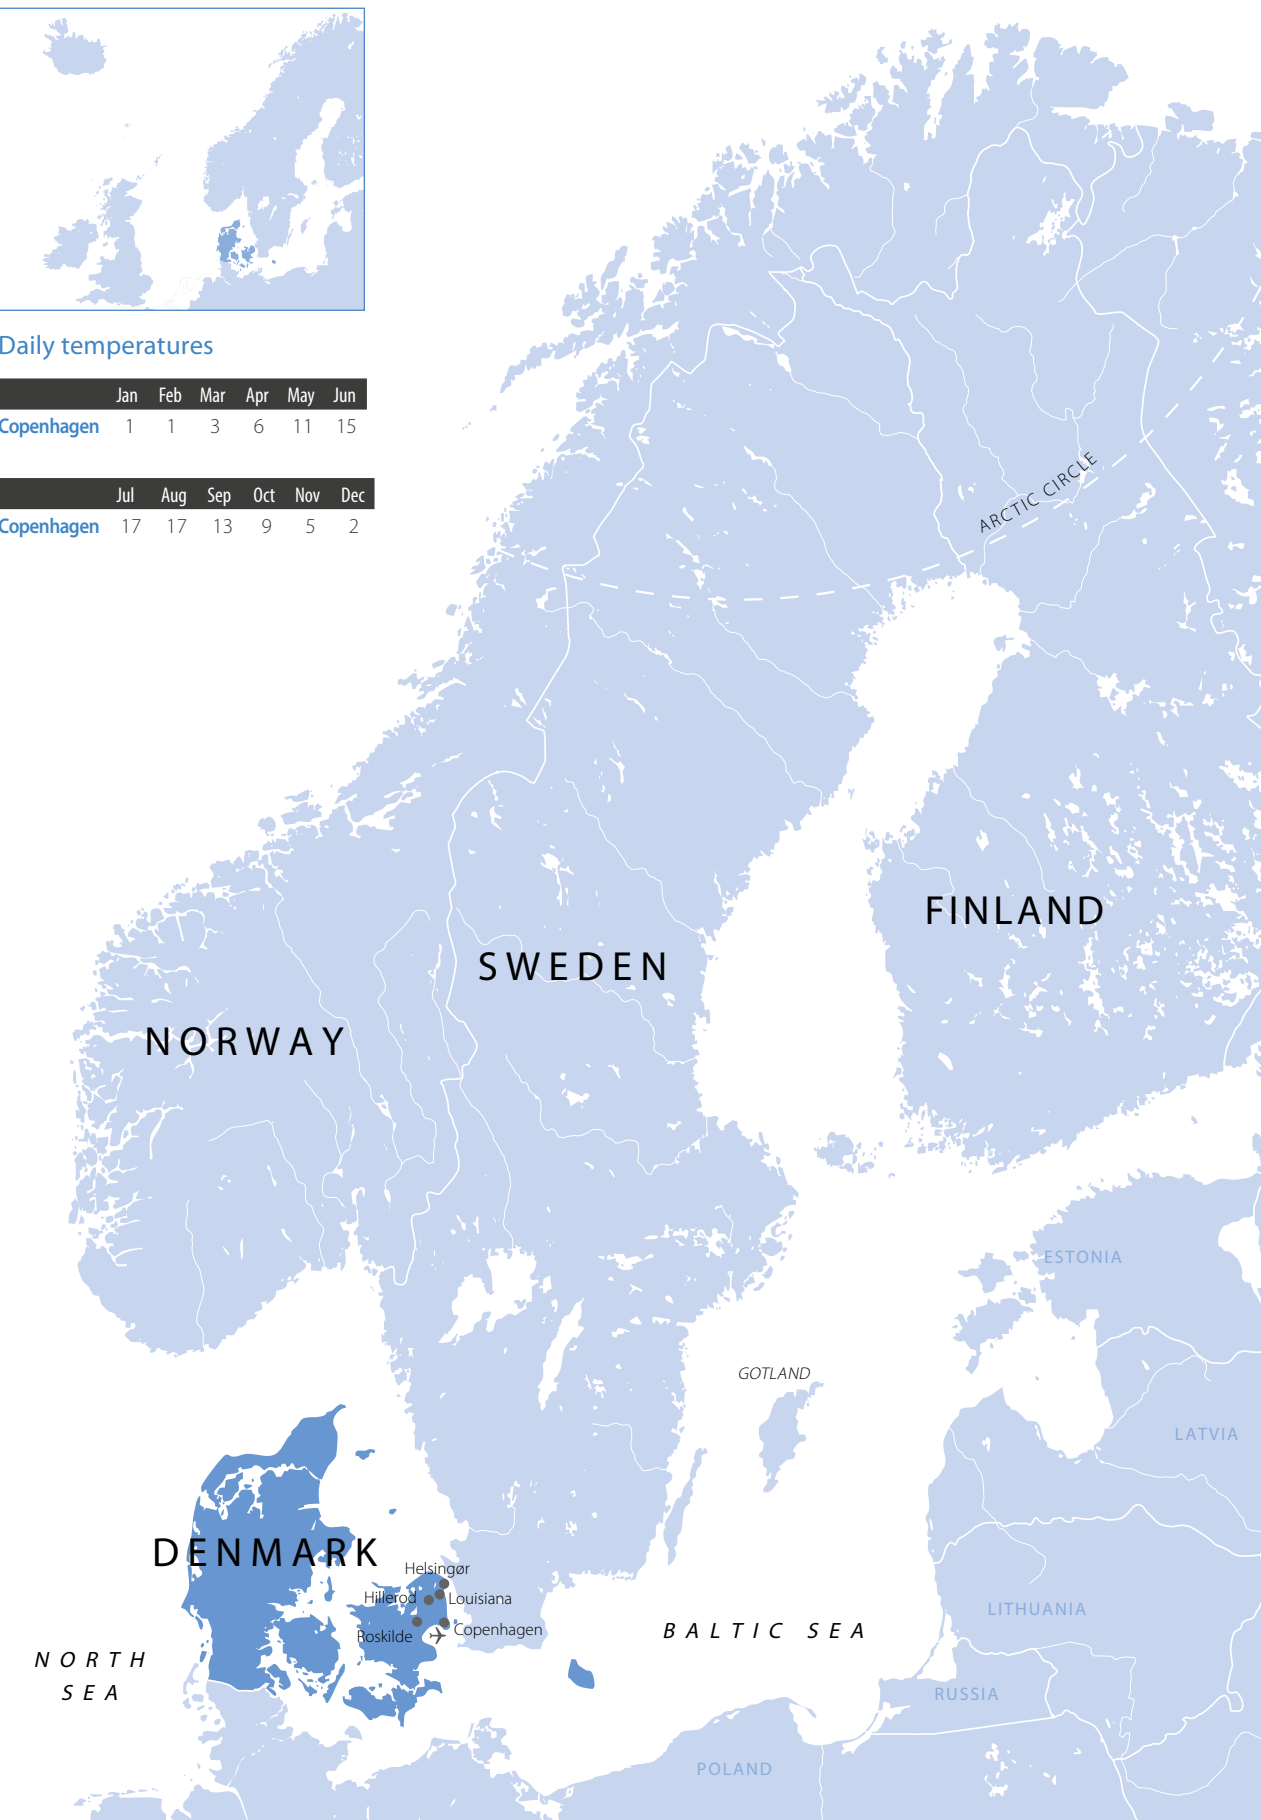 Daily temperatures
Jan Feb Mar Apr May Jun
Copenhagen 1 1 3 6 11 15
Jul Aug Sep Oct Nov Dec
Copenhagen 17 17 13 9 5 2
ARCTIC CIRCLE
FINLAND
SWEDEN
NORWAY
ESTONIA
GOTLAND
LATVIA
DENMARK
Helsingør
Hillerod
Louisiana
LITHUANIA
Copenhagen
Roskilde
BALTIC SEA
NORTH
SEA
RUSSIA
POLAND